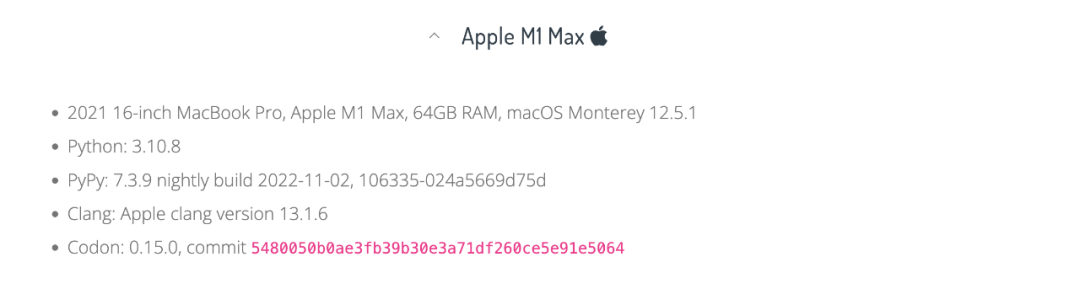 Apple M1 Max
2021 16-inch MacBook Pro, Apple M1 Max, 64GB RAM, macOS Monterey 12.5.1
Python: 3.10.8
PyPy: 7.3.9 nightly build 2022-11-02, 106335-024a5669d75d
Clang: Apple clang version 13.1.6
Codon: 0.15.0, commit 5480050b0ae3fb39b30e3a71df260ce5e91e5064